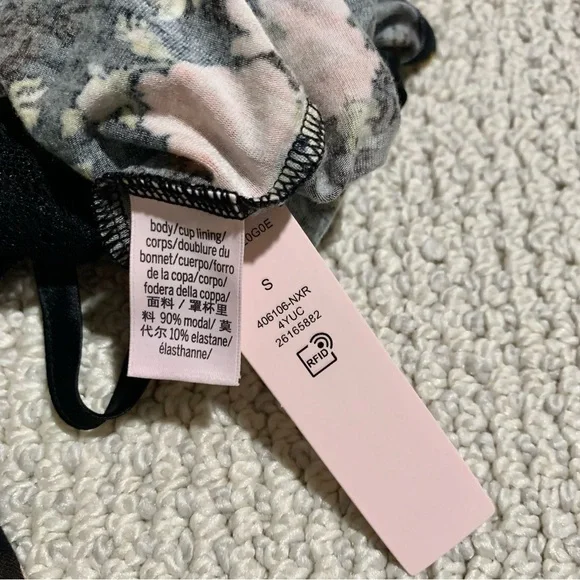 body/cup lining/
corps/doublure du
bonnet/cuerpo/forro
de la copa/corpo/
fodera della coppa/
面料 / 罩杯里
料 90% modal/ 莫
代尔 10% elastane/
élasthanne/
S
406106-NXR
4YUC
26165882
RFID